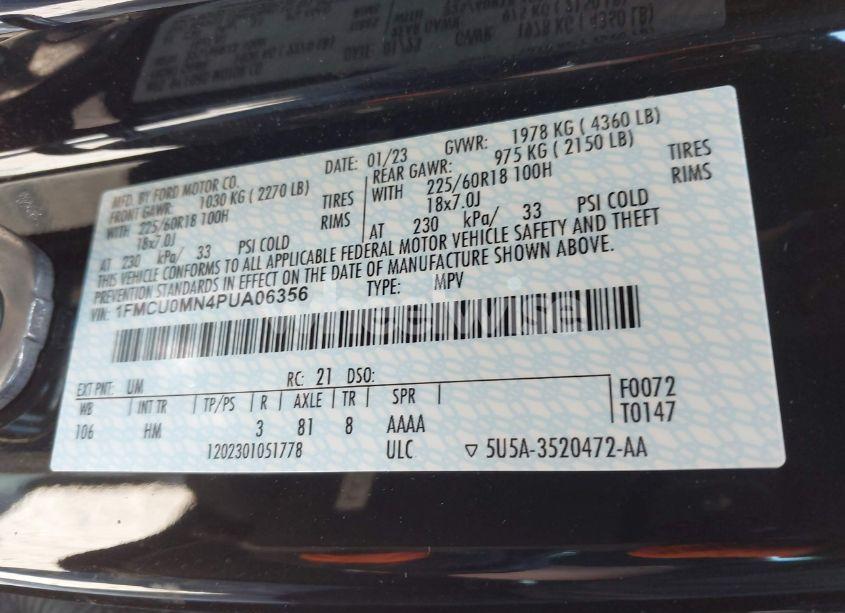 MFD. BY FORD MOTOR CO.
DATE: 01/23 GVWR: 1978 KG ( 4360 LB)
FRONT GAWR: 1030 KG ( 2270 LB) REAR GAWR: 975 KG ( 2150 LB)
WITH 225/60R18 100H TIRES WITH 225/60R18 100H TIRES
18x7.0J RIMS 18x7.0J RIMS
AT 230 kPa/ 33 PSI COLD AT 230 kPa/ 33 PSI COLD
THIS VEHICLE CONFORMS TO ALL APPLICABLE FEDERAL MOTOR VEHICLE SAFETY AND THEFT
PREVENTION STANDARDS IN EFFECT ON THE DATE OF MANUFACTURE SHOWN ABOVE.
VIN: 1FMCU0MN4PUA06356 TYPE: MPV
EXT PNT: UM RC: 21 DSO:
WB INT TR TP/PS R AXLE TR SPR F0072
106 HM 3 81 8 AAAA T0147
1202301051778 ULC ▽ 5U5A-3520472-AA